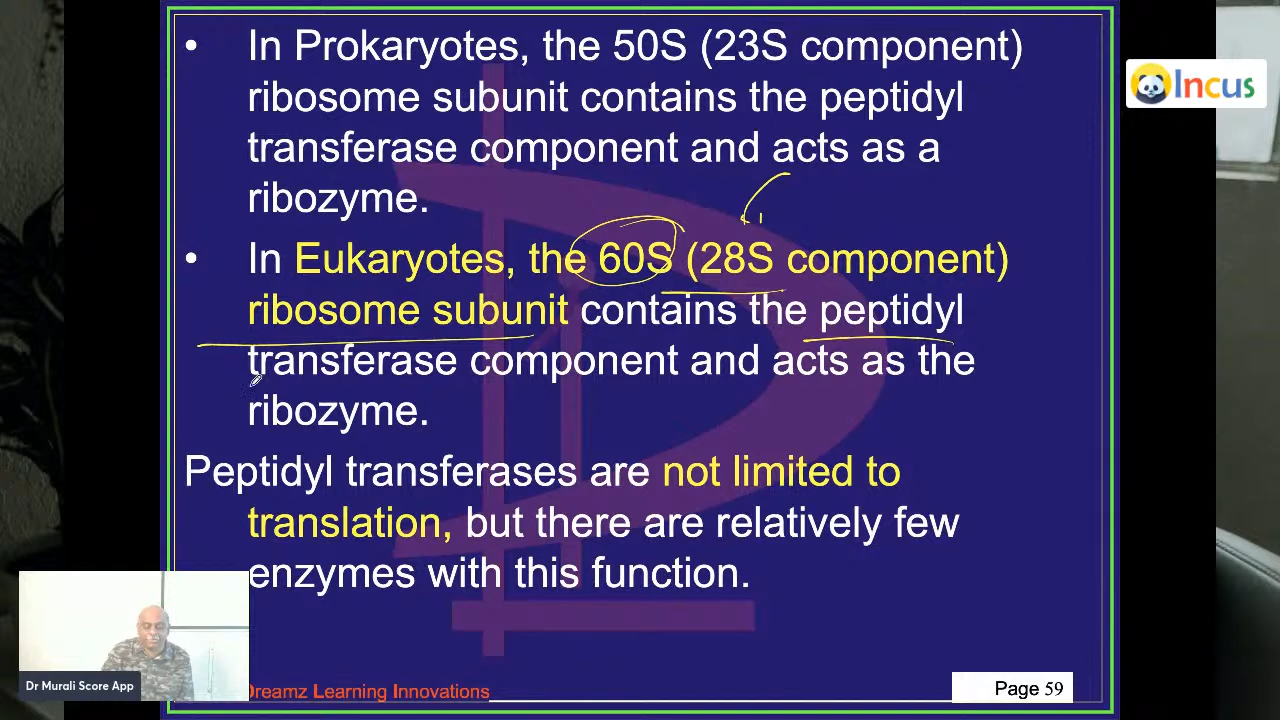 • In Prokaryotes, the 50S (23S component)
ribosome subunit contains the peptidyl
transferase component and acts as a
ribozyme.
• In Eukaryotes, the 60S (28S component)
ribosome subunit contains the peptidyl
transferase component and acts as the
ribozyme.
Peptidyl transferases are not limited to
translation, but there are relatively few
enzymes with this function.
Incus
Dr Murali Score App
Dreamz Learning Innovations
Page 59